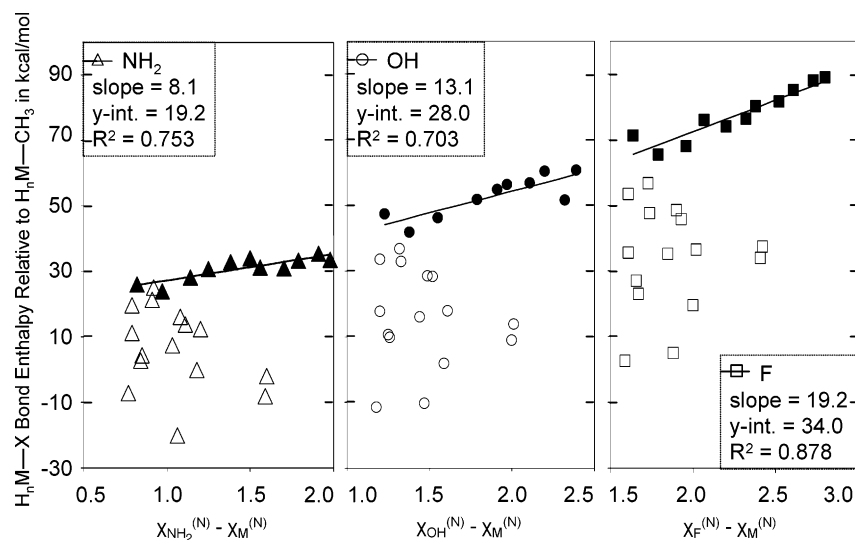 HₙM—X Bond Enthalpy Relative to HₙM—CH₃ in kcal/mol
90
70
50
30
10
-10
-30
NH₂
slope = 8.1
y-int. = 19.2
R² = 0.753
OH
slope = 13.1
y-int. = 28.0
R² = 0.703
F
slope = 19.2
y-int. = 34.0
R² = 0.878
0.5 1.0 1.5 2.0
1.0 1.5 2.0 2.5
1.5 2.0 2.5 3.0
χNH₂⁽ᴺ⁾ - χM⁽ᴺ⁾
χOH⁽ᴺ⁾ - χM⁽ᴺ⁾
χF⁽ᴺ⁾ - χM⁽ᴺ⁾